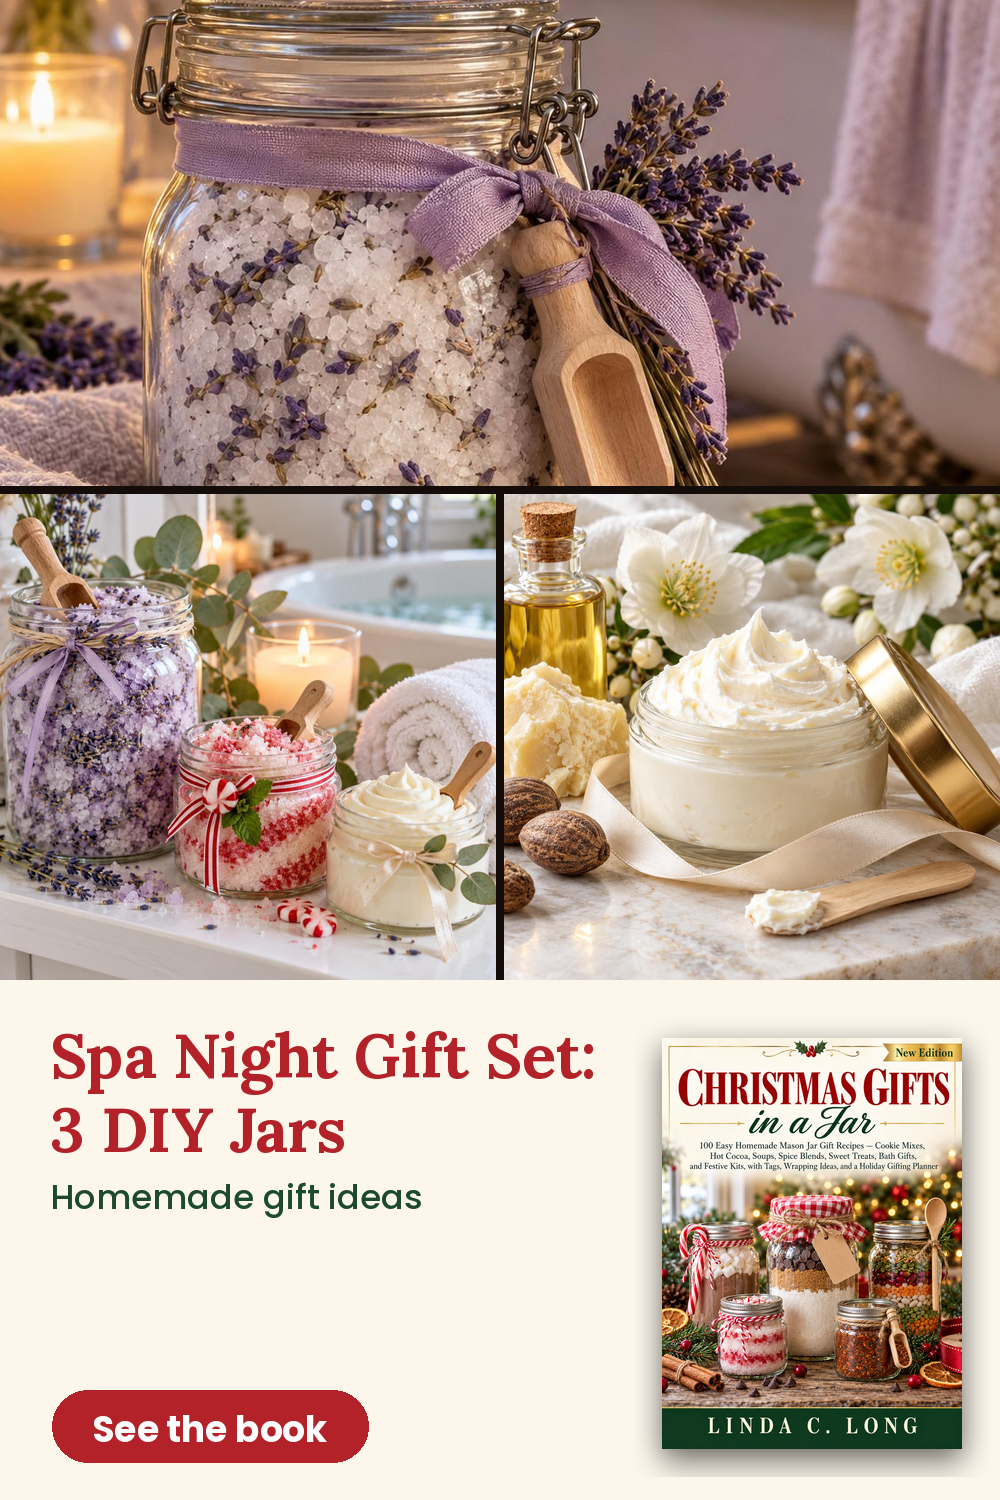 Spa Night Gift Set:
3 DIY Jars
Homemade gift ideas
See the book
New Edition
CHRISTMAS GIFTS
in a Jar
100 Easy Homemade Mason Jar Gift Recipes — Cookie Mixes,
Hot Cocoa, Soups, Spice Blends, Sweet Treats, Bath Gifts,
and Festive Kits, with Tags, Wrapping Ideas, and a Holiday Gifting Planner
LINDA C. LONG